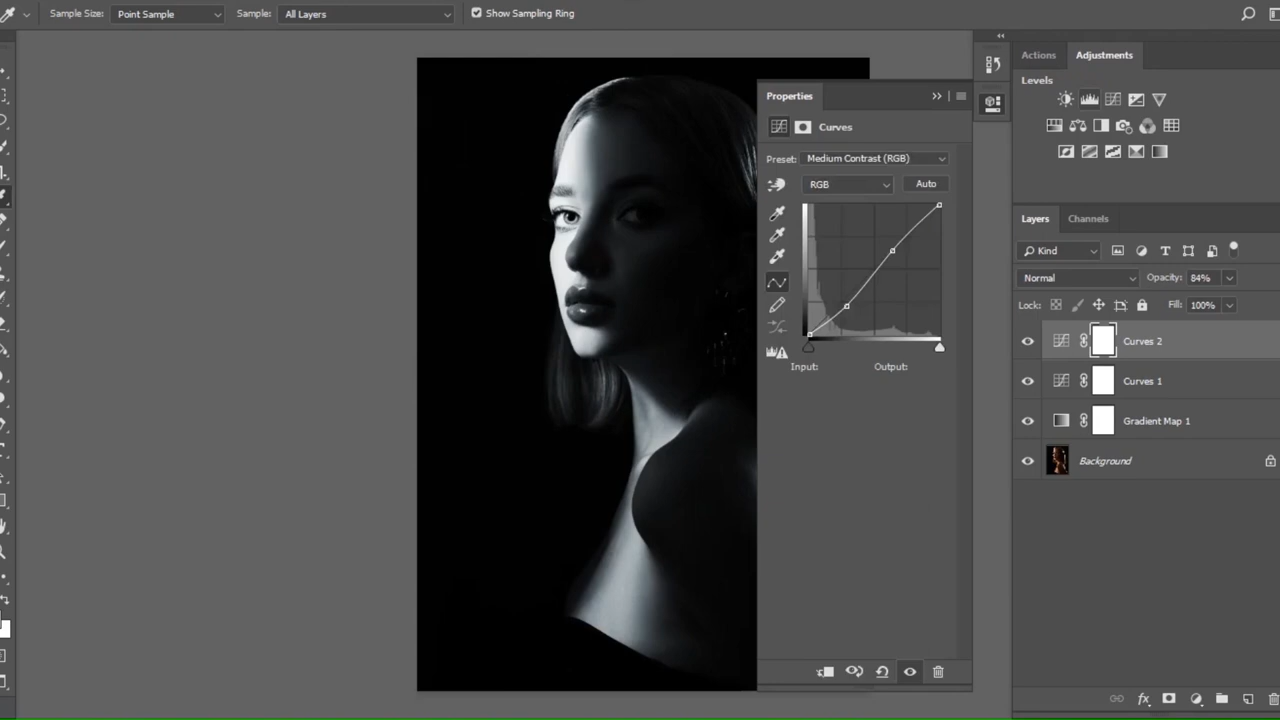 Sample Size: Point Sample Sample: All Layers Show Sampling Ring
Properties
Curves
Preset: Medium Contrast (RGB)
RGB Auto
Input: Output:
Actions Adjustments
Levels
Layers Channels
Kind
Normal Opacity: 84%
Lock: Fill: 100%
Curves 2
Curves 1
Gradient Map 1
Background
fx